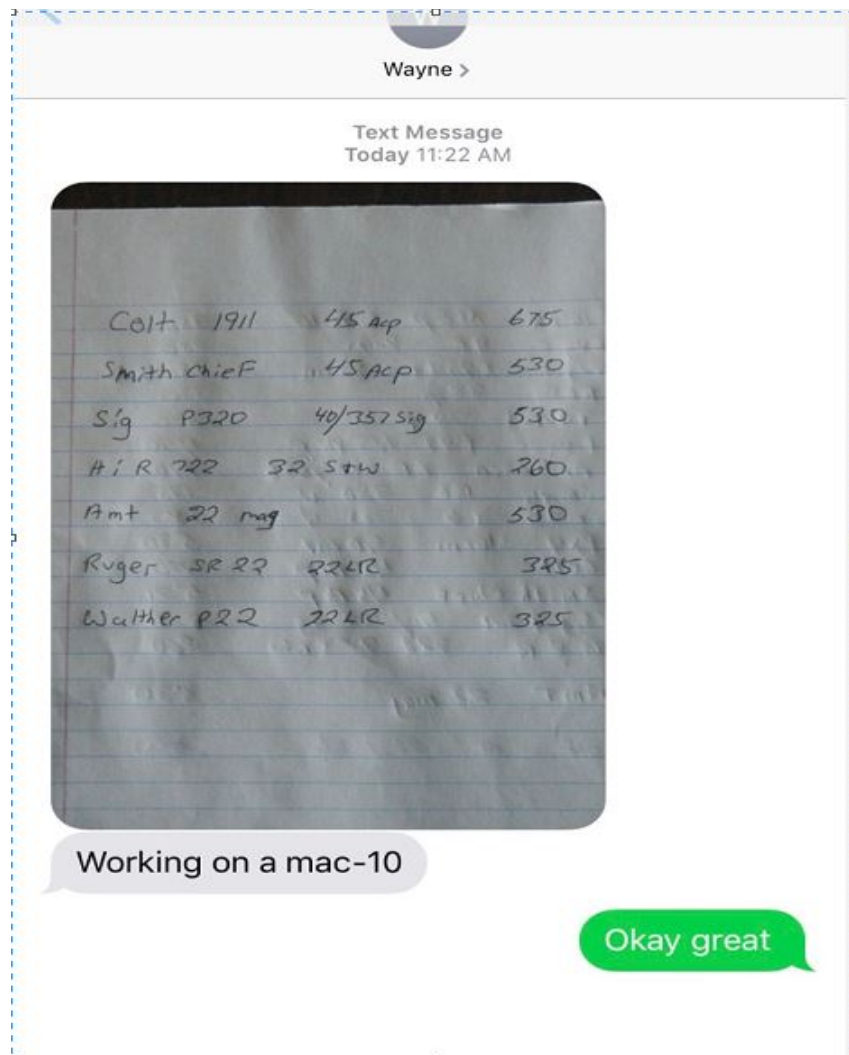 Wayne >
Text Message
Today 11:22 AM
Colt 1911 45 Acp 675
Smith Chief 45 Acp 530
Sig P320 40/357 Sig 530
H i R 722 32 S+W 260
Amt 22 mag 530
Ruger SR 22 22LR 325
Walther P22 22 LR 325
Working on a mac-10
Okay great